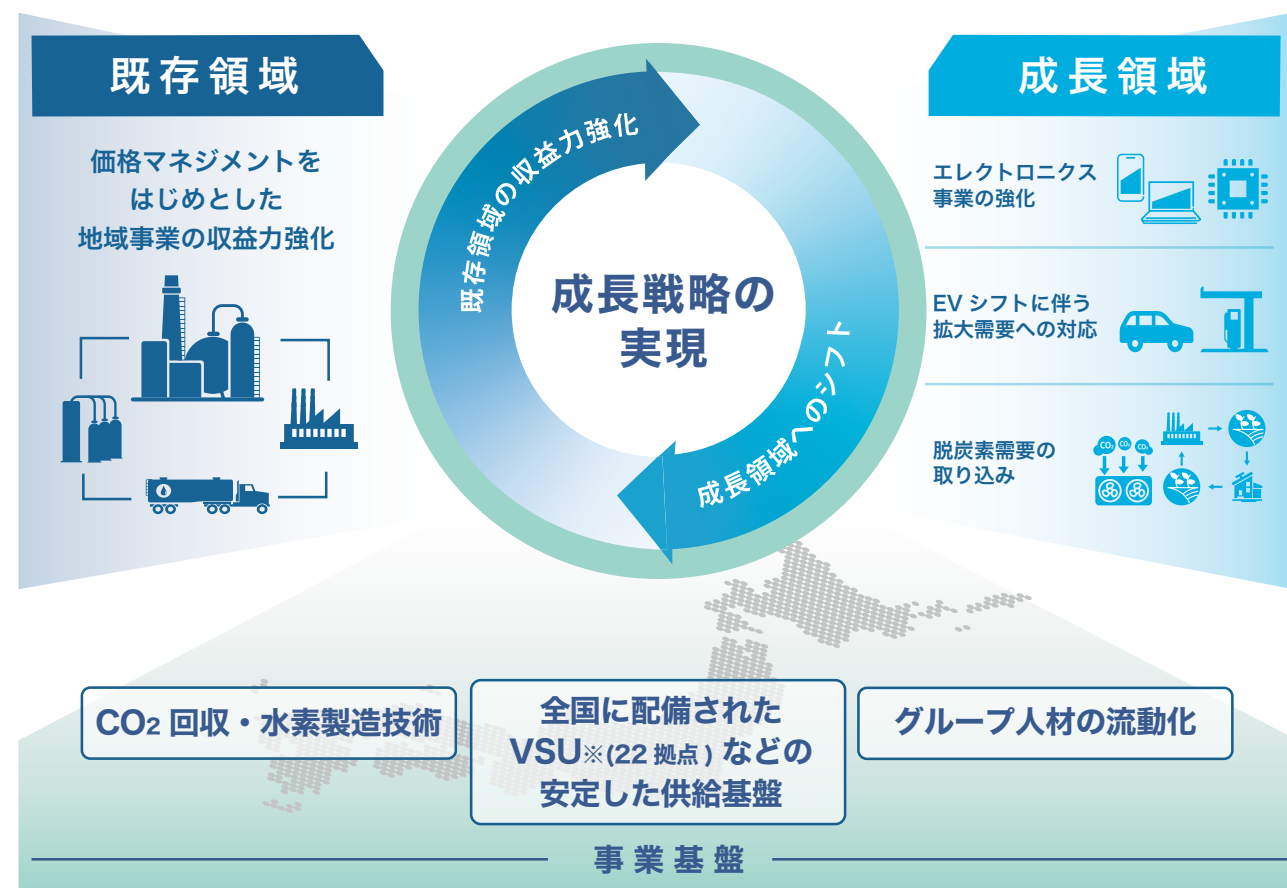 既存領域
価格マネジメントを
はじめとした
地域事業の収益力強化
既存領域の収益力強化
成長戦略の
実現
成長領域へのシフト
成長領域
エレクトロニクス
事業の強化
EV シフトに伴う
拡大需要への対応
脱炭素需要の
取り込み
CO₂ CO₂ CO₂
CO₂ 回収・水素製造技術
全国に配備された
VSU※(22 拠点 ) などの
安定した供給基盤
グループ人材の流動化
事業基盤